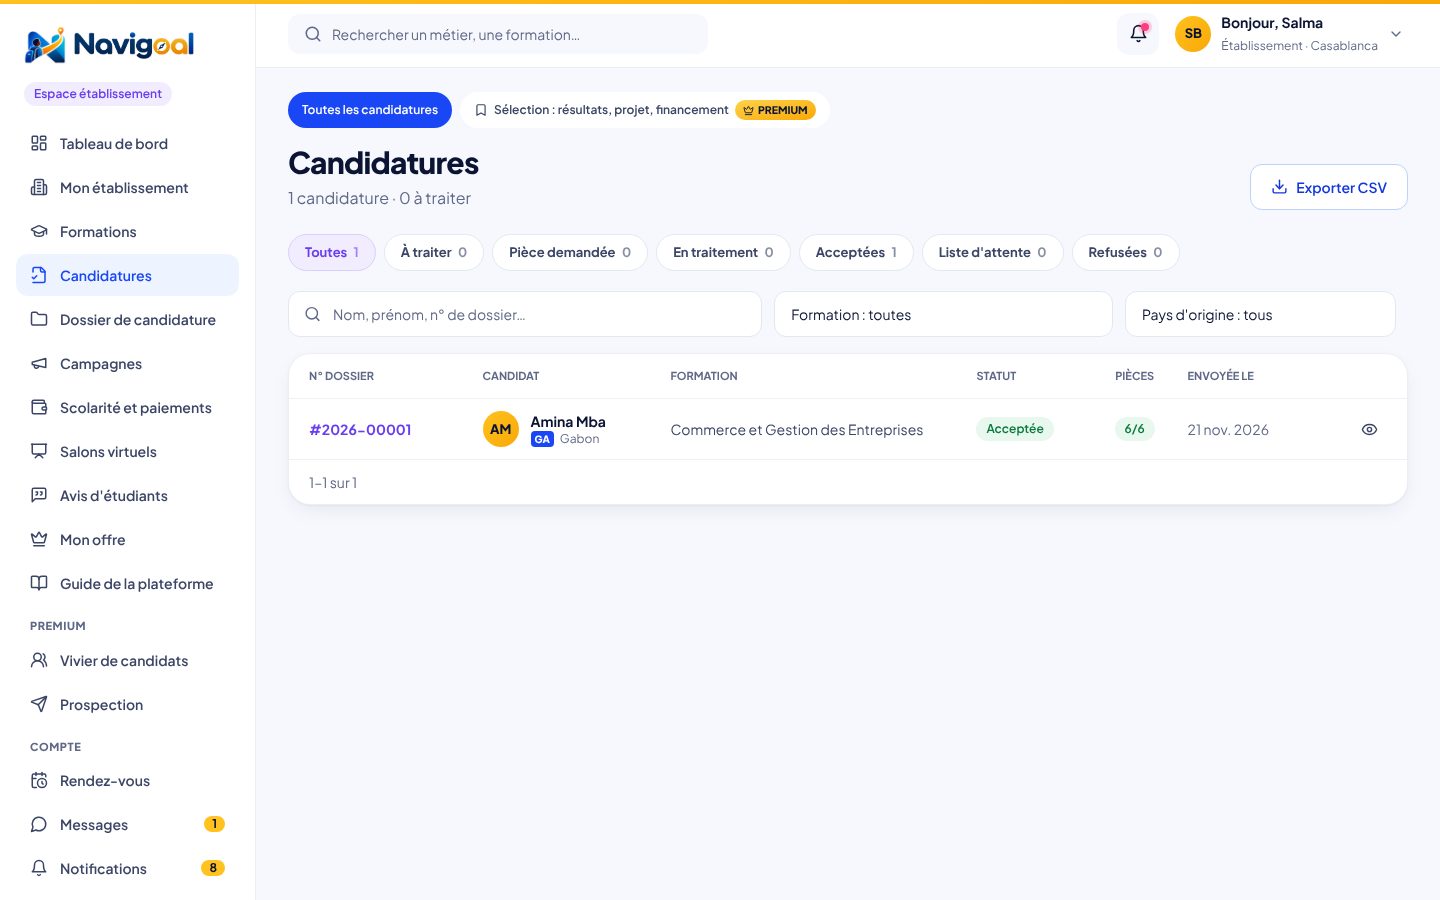 Navigoal
Espace établissement
Tableau de bord
Mon établissement
Formations
Candidatures
Dossier de candidature
Campagnes
Scolarité et paiements
Salons virtuels
Avis d'étudiants
Mon offre
Guide de la plateforme
PREMIUM
Vivier de candidats
Prospection
COMPTE
Rendez-vous
Messages 1
Notifications 8
Rechercher un métier, une formation...
SB
Bonjour, Salma
Établissement · Casablanca
Toutes les candidatures
Sélection : résultats, projet, financement PREMIUM
Candidatures
1 candidature · 0 à traiter
Exporter CSV
Toutes 1 À traiter 0 Pièce demandée 0 En traitement 0 Acceptées 1 Liste d'attente 0 Refusées 0
Nom, prénom, n° de dossier... Formation : toutes Pays d'origine : tous
N° DOSSIER CANDIDAT FORMATION STATUT PIÈCES ENVOYÉE LE
#2026-00001 AM Amina Mba Commerce et Gestion des Entreprises Acceptée 6/6 21 nov. 2026
GA Gabon
1–1 sur 1